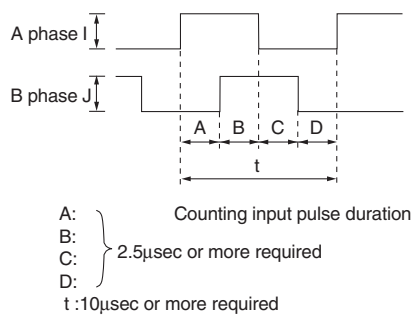 A phase I
B phase J
A B C D
t
A: Counting input pulse duration
B:
2.5μsec or more required
C:
D:
t :10μsec or more required